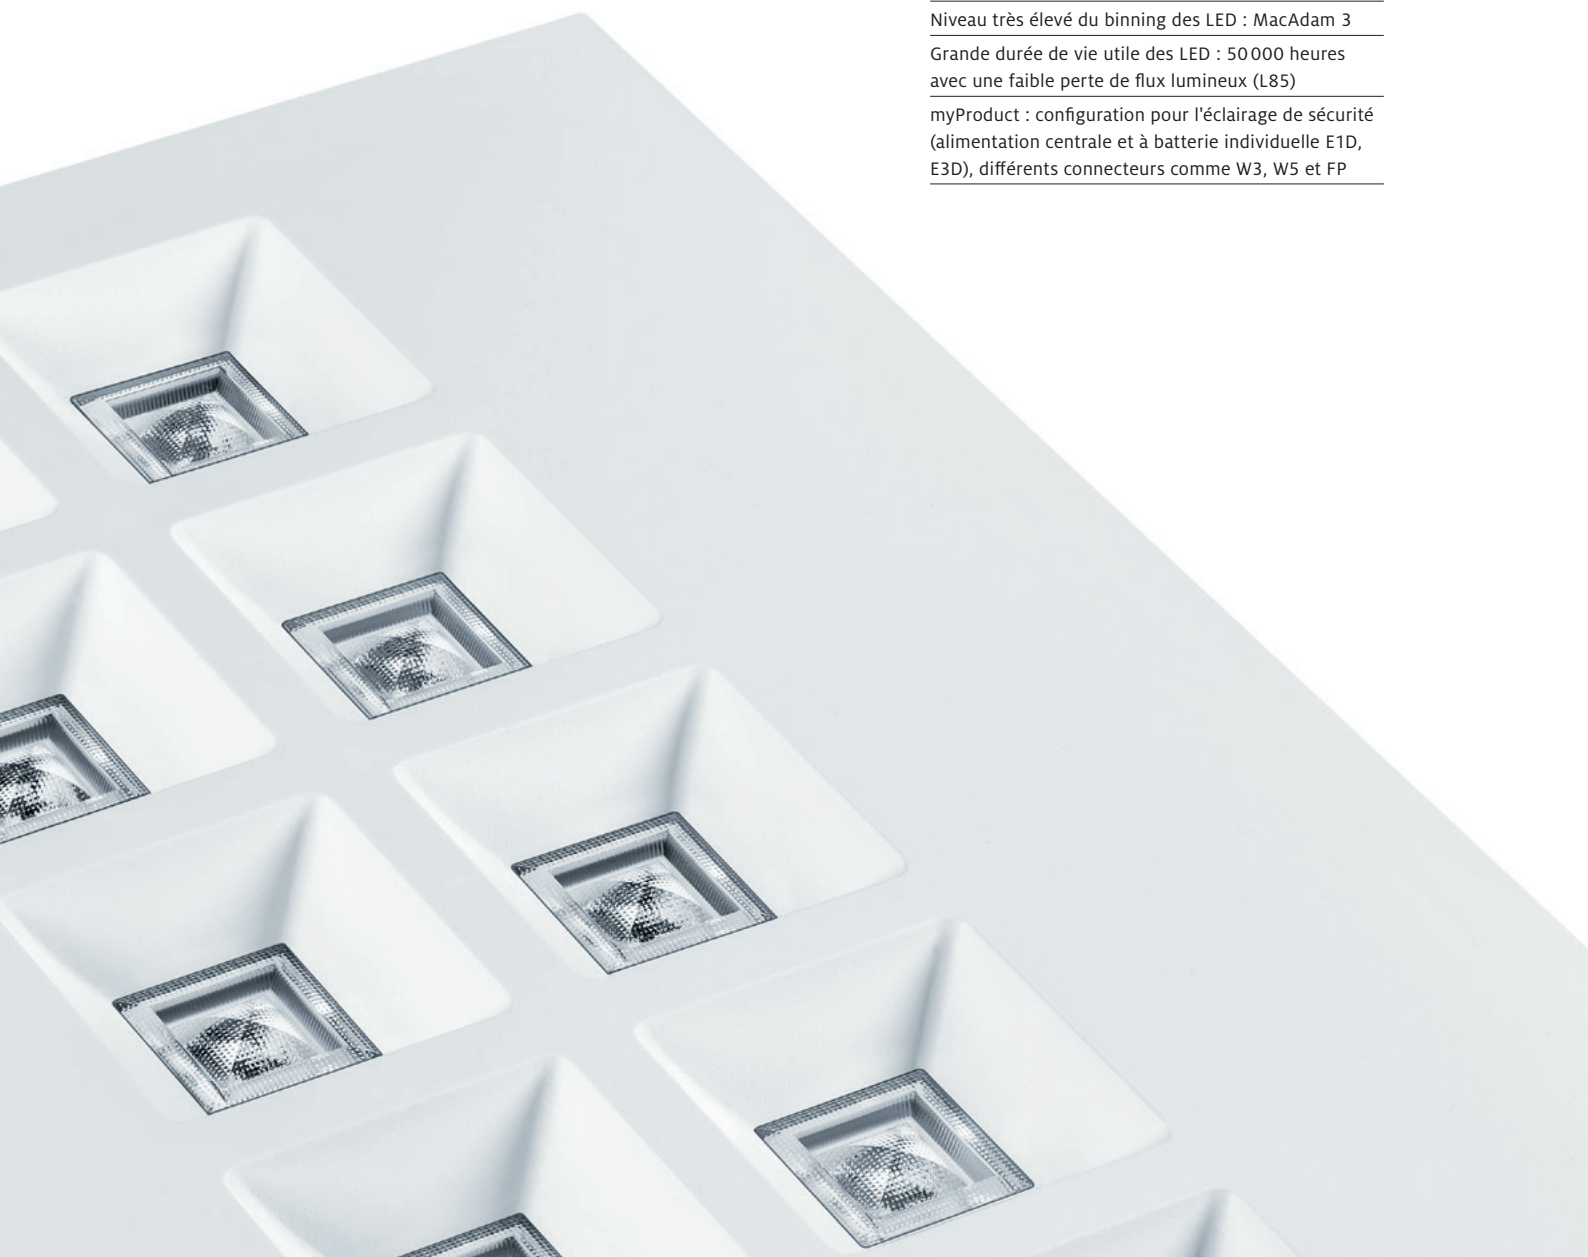 Niveau très élevé du binning des LED : MacAdam 3
Grande durée de vie utile des LED : 50 000 heures
avec une faible perte de flux lumineux (L85)
myProduct : configuration pour l'éclairage de sécurité
(alimentation centrale et à batterie individuelle E1D,
E3D), différents connecteurs comme W3, W5 et FP